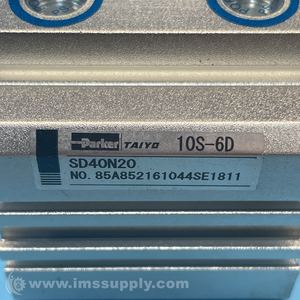 Parker TAIYO 10S-6D
SD40N20
NO. 85A852161044SE1811
www.imssupply.com